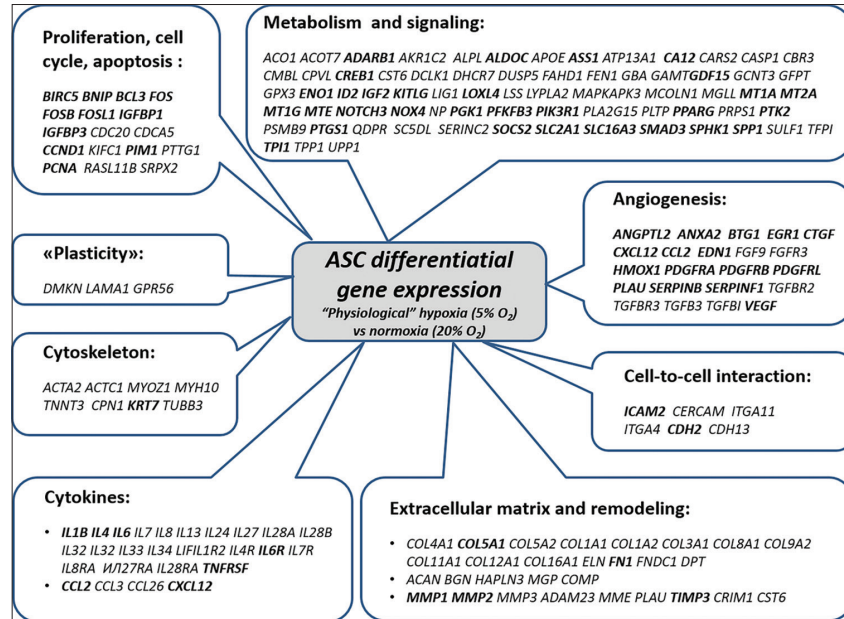 Proliferation, cell
cycle, apoptosis :
BIRC5 BNIP BCL3 FOS
FOSB FOSL1 IGFBP1
IGFBP3 CDC20 CDCA5
CCND1 KIFC1 PIM1 PTTG1
PCNA RASL11B SRPX2
Metabolism and signaling:
ACO1 ACOT7 ADARB1 AKR1C2 ALPL ALDOC APOE ASS1 ATP13A1 CA12 CARS2 CASP1 CBR3
CMBL CPVL CREB1 CST6 DCLK1 DHCR7 DUSP5 FAHD1 FEN1 GBA GAMTGDF15 GCNT3 GFPT
GPX3 ENO1 ID2 IGF2 KITLG LIG1 LOXL4 LSS LYPLA2 MAPKAPK3 MCOLN1 MGLL MT1A MT2A
MT1G MTE NOTCH3 NOX4 NP PGK1 PFKFB3 PIK3R1 PLA2G15 PLTP PPARG PRPS1 PTK2
PSMB9 PTGS1 QDPR SC5DL SERINC2 SOCS2 SLC2A1 SLC16A3 SMAD3 SPHK1 SPP1 SULF1 TFPI
TPI1 TPP1 UPP1
«Plasticity»:
DMKN LAMA1 GPR56
ASC differentiatial
gene expression
"Physiological" hypoxia (5% O2)
vs normoxia (20% O2)
Angiogenesis:
ANGPTL2 ANXA2 BTG1 EGR1 CTGF
CXCL12 CCL2 EDN1 FGF9 FGFR3
HMOX1 PDGFRA PDGFRB PDGFRL
PLAU SERPINB SERPINF1 TGFBR2
TGFBR3 TGFB3 TGFBI VEGF
Cytoskeleton:
ACTA2 ACTC1 MYOZ1 MYH10
TNNT3 CPN1 KRT7 TUBB3
Cell-to-cell interaction:
ICAM2 CERCAM ITGA11
ITGA4 CDH2 CDH13
Cytokines:
• IL1B IL4 IL6 IL7 IL8 IL13 IL24 IL27 IL28A IL28B
IL32 IL32 IL33 IL34 LIFIL1R2 IL4R IL6R IL7R
IL8RA ИЛ27RA IL28RA TNFRSF
• CCL2 CCL3 CCL26 CXCL12
Extracellular matrix and remodeling:
• COL4A1 COL5A1 COL5A2 COL1A1 COL1A2 COL3A1 COL8A1 COL9A2
COL11A1 COL12A1 COL16A1 ELN FN1 FNDC1 DPT
• ACAN BGN HAPLN3 MGP COMP
• MMP1 MMP2 MMP3 ADAM23 MME PLAU TIMP3 CRIM1 CST6